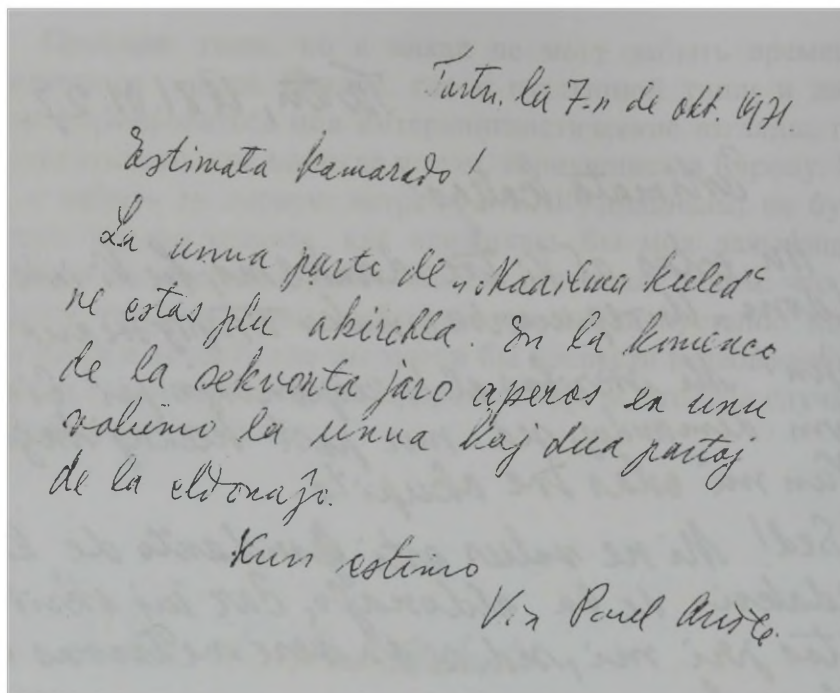 Tartu, la 7-n de okt. 1971.
Estimata kamarado!
La unua parto de „Maailma keeled“
ne estas plu akirebla. En la komenco
de la sekvonta jaro aperos en unu
volumo la unua kaj dua partoj
de la eldonaĵo.
Kun estimo
Via Paul Ariste.